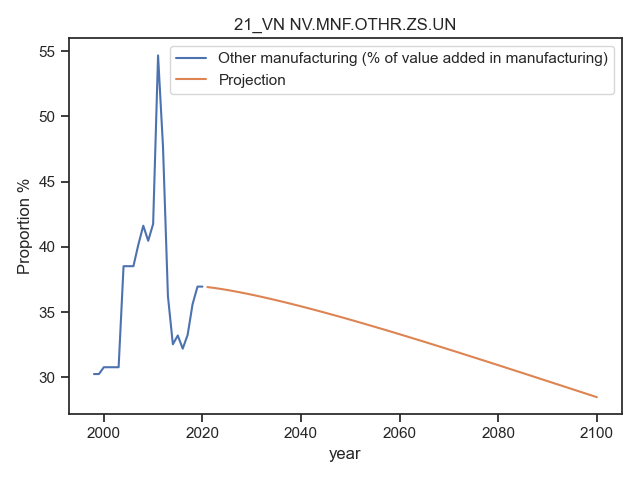 21_VN NV.MNF.OTHR.ZS.UN
Other manufacturing (% of value added in manufacturing)
Projection
Proportion %
55
50
45
40
35
30
2000
2020
2040
2060
2080
2100
year